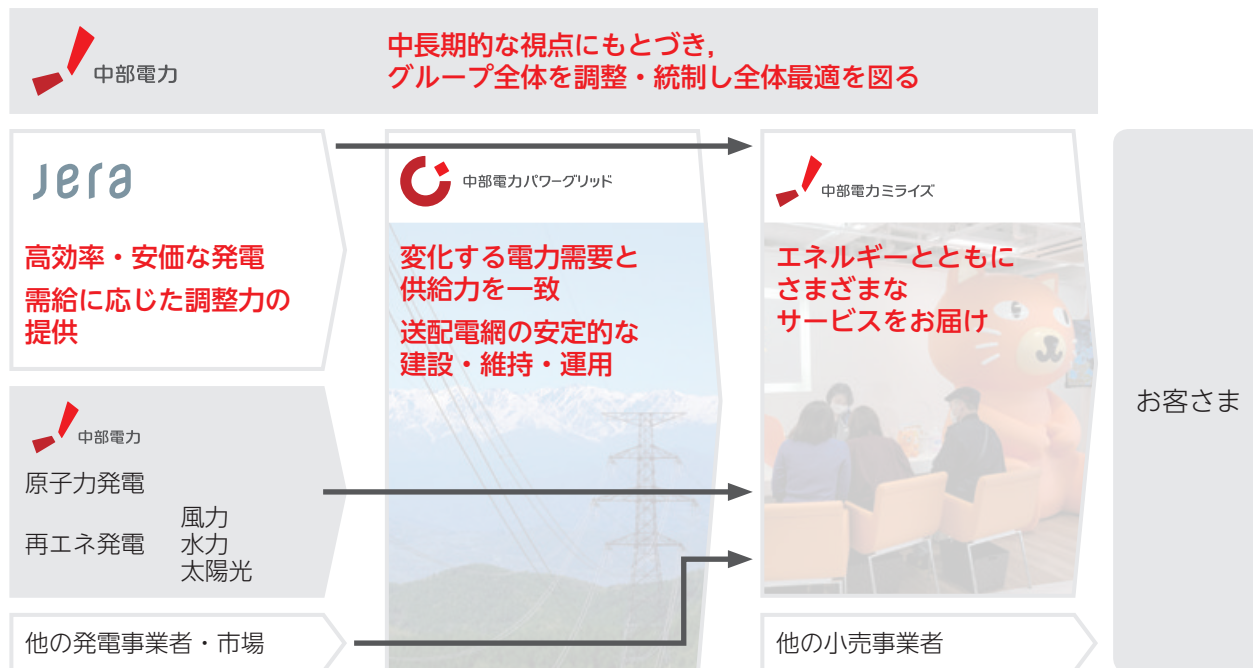 中部電力
中長期的な視点にもとづき,
グループ全体を調整・統制し全体最適を図る
Jera
高効率・安価な発電
需給に応じた調整力の
提供
中部電力
原子力発電
再エネ発電
風力
水力
太陽光
他の発電事業者・市場
中部電力パワーグリッド
変化する電力需要と
供給力を一致
送配電網の安定的な
建設・維持・運用
中部電力ミライズ
エネルギーとともに
さまざまな
サービスをお届け
他の小売事業者
お客さま